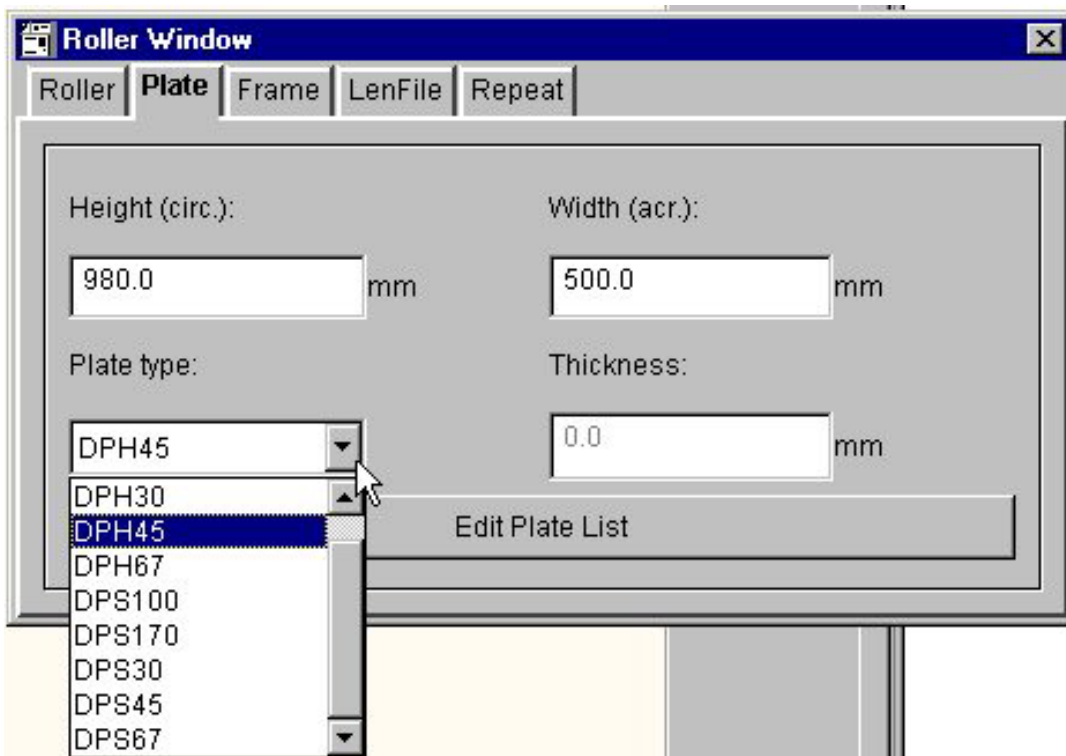 Roller Window
Roller Plate Frame LenFile Repeat
Height (circ.): Width (acr.):
980.0 mm 500.0 mm
Plate type: Thickness:
DPH45 0.0 mm
DPH30
DPH45 Edit Plate List
DPH67
DPS100
DPS170
DPS30
DPS45
DPS67